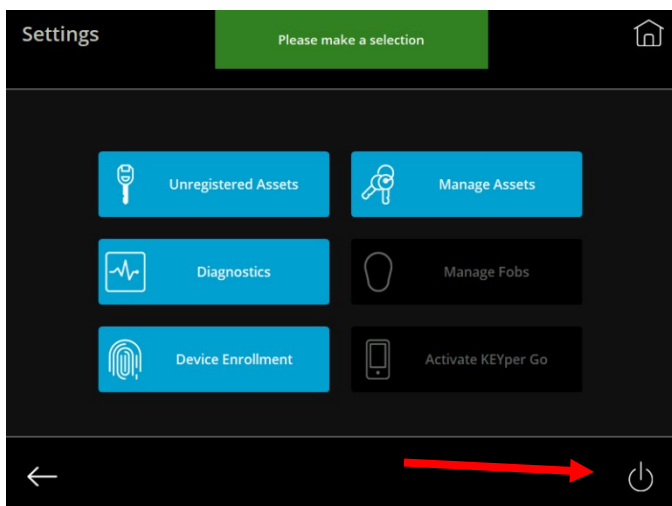 Settings
Please make a selection
Unregistered Assets
Manage Assets
Diagnostics
Manage Fobs
Device Enrollment
Activate KEYper Go